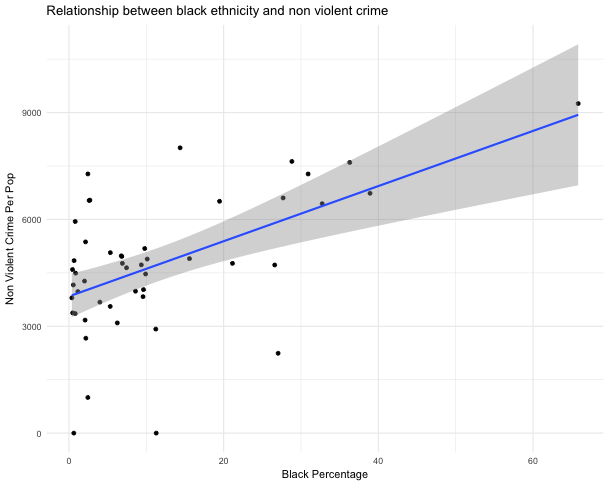 Relationship between black ethnicity and non violent crime
Non Violent Crime Per Pop
9000
6000
3000
0
0 20 40 60
Black Percentage